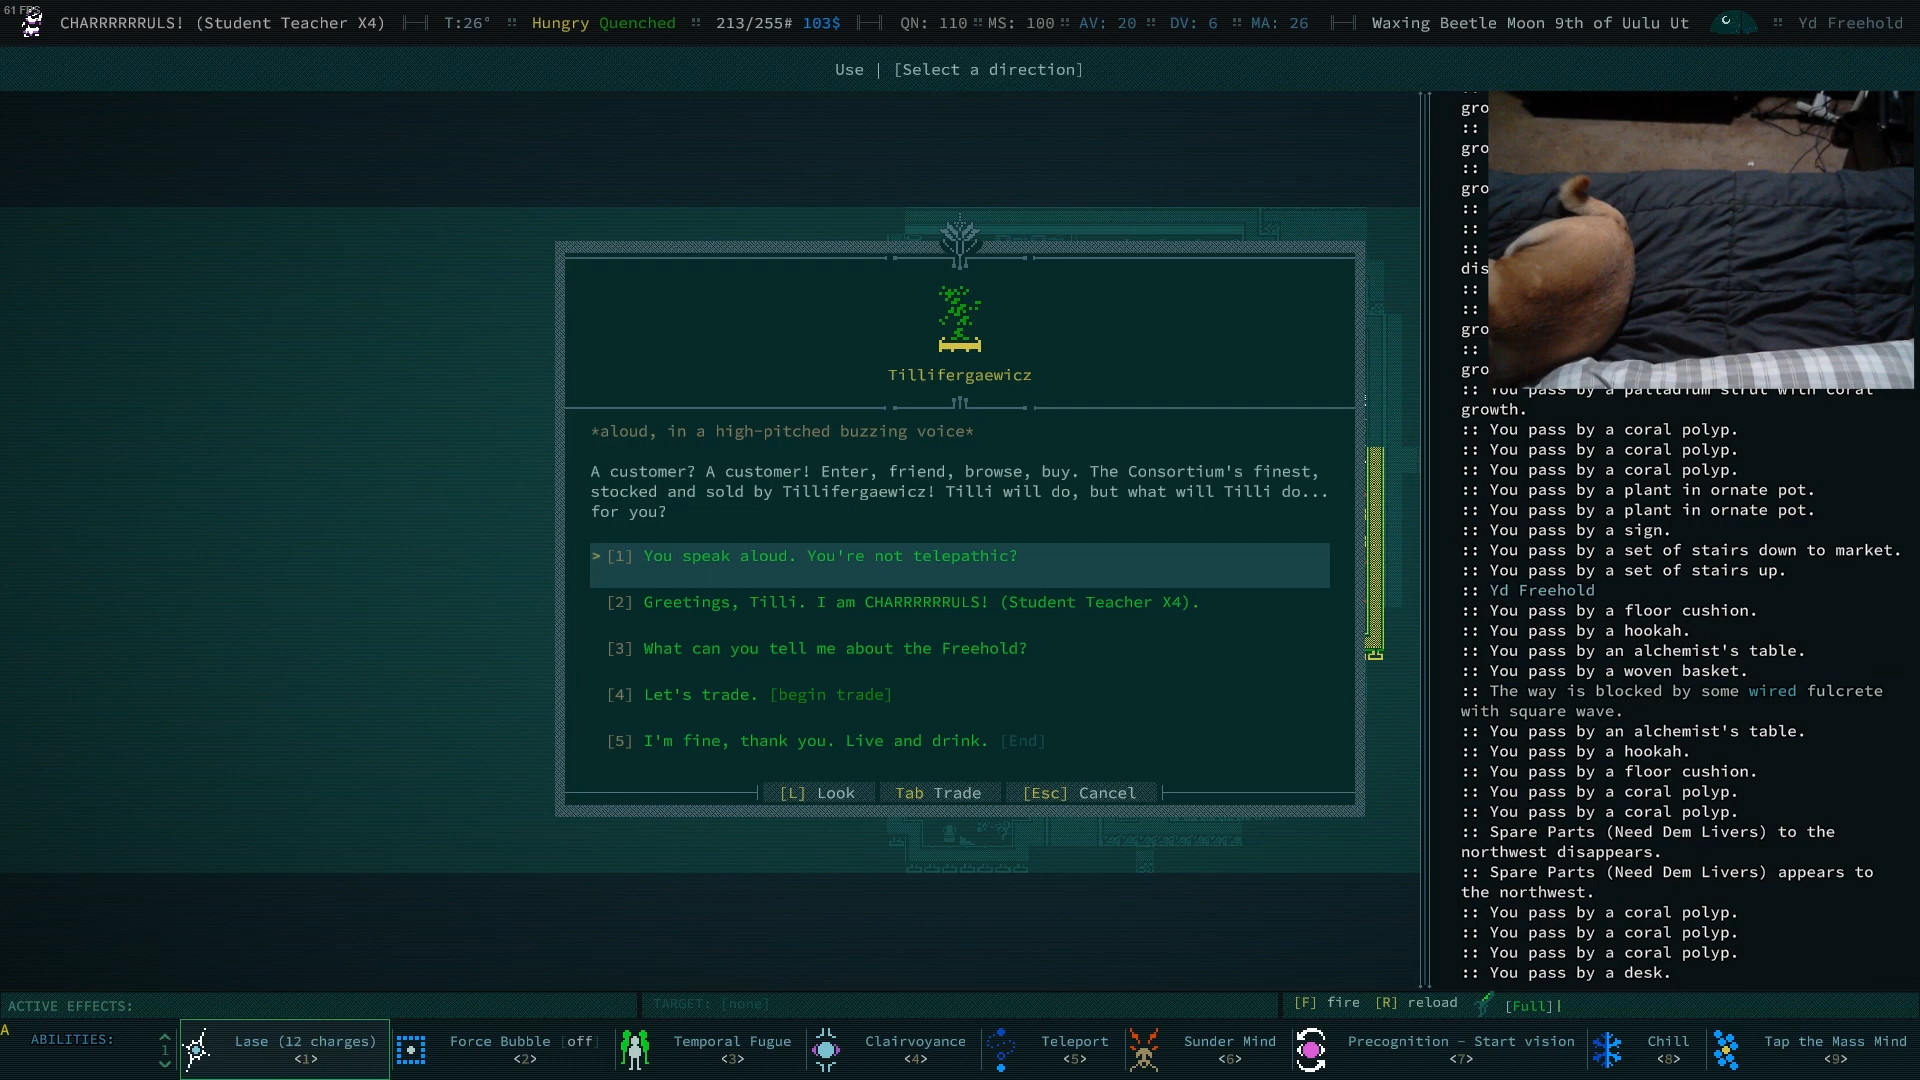 61 FPS
CHARRRRRRULS! (Student Teacher X4) T:26° :: Hungry Quenched :: 213/255# 103$ QN: 110 :: MS: 100 :: AV: 20 :: DV: 6 :: MA: 26 Waxing Beetle Moon 9th of Uulu Ut :: Yd Freehold
Use | [Select a direction]
Tillifergaewicz
*aloud, in a high-pitched buzzing voice*
A customer? A customer! Enter, friend, browse, buy. The Consortium's finest,
stocked and sold by Tillifergaewicz! Tilli will do, but what will Tilli do...
for you?
> [1] You speak aloud. You're not telepathic?
[2] Greetings, Tilli. I am CHARRRRRRULS! (Student Teacher X4).
[3] What can you tell me about the Freehold?
[4] Let's trade. [begin trade]
[5] I'm fine, thank you. Live and drink. [End]
[L] Look Tab Trade [Esc] Cancel
gro
::
gro
::
gro
::
::
::
dis
::
::
gro
::
gro
:: You pass by a palladium strut with coral
growth.
:: You pass by a coral polyp.
:: You pass by a coral polyp.
:: You pass by a coral polyp.
:: You pass by a plant in ornate pot.
:: You pass by a plant in ornate pot.
:: You pass by a sign.
:: You pass by a set of stairs down to market.
:: You pass by a set of stairs up.
:: Yd Freehold
:: You pass by a floor cushion.
:: You pass by a hookah.
:: You pass by an alchemist's table.
:: You pass by a woven basket.
:: The way is blocked by some wired fulcrete
with square wave.
:: You pass by an alchemist's table.
:: You pass by a hookah.
:: You pass by a floor cushion.
:: You pass by a coral polyp.
:: You pass by a coral polyp.
:: Spare Parts (Need Dem Livers) to the
northwest disappears.
:: Spare Parts (Need Dem Livers) appears to
the northwest.
:: You pass by a coral polyp.
:: You pass by a coral polyp.
:: You pass by a coral polyp.
:: You pass by a desk.
ACTIVE EFFECTS: TARGET: [none] [F] fire [R] reload [Full]
A ABILITIES: 1
Lase (12 charges) <1>
Force Bubble [off] <2>
Temporal Fugue <3>
Clairvoyance <4>
Teleport <5>
Sunder Mind <6>
Precognition - Start vision <7>
Chill <8>
Tap the Mass Mind <9>